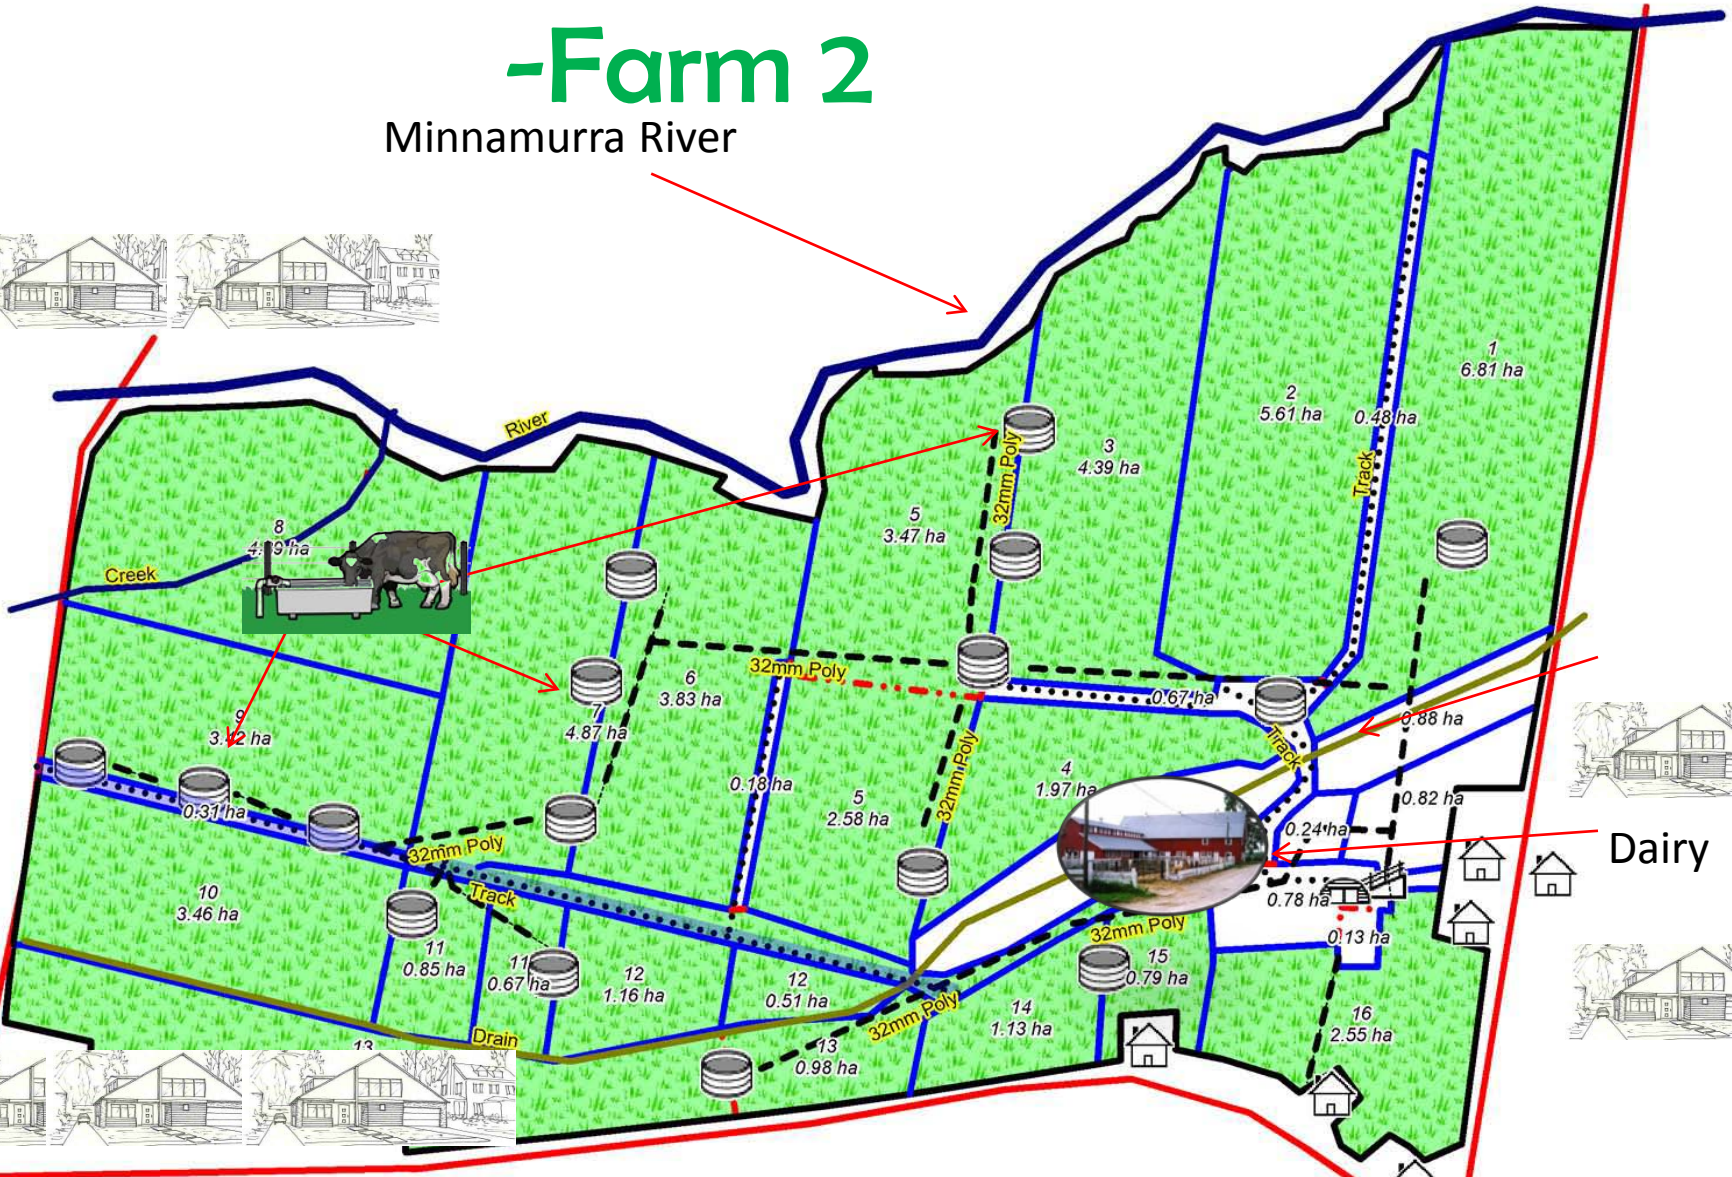 -Farm 2
Minnamurra River
River
Creek
1
6.81 ha
2
5.61 ha
0.48 ha
Track
3
4.39 ha
32mm Poly
5
3.47 ha
8
9
10
3.46 ha
0.31 ha
7
4.87 ha
6
3.83 ha
32mm Poly
0.18 ha
5
2.58 ha
32mm Poly
4
1.97 ha
0.67 ha
Track
0.88 ha
0.82 ha
0.24 ha
Dairy
0.78 ha
0.13 ha
32mm Poly
Track
11
0.85 ha
11
0.67 ha
12
1.16 ha
12
0.51 ha
32mm Poly
15
0.79 ha
32mm Poly
14
1.13 ha
16
2.55 ha
Drain
13
13
0.98 ha